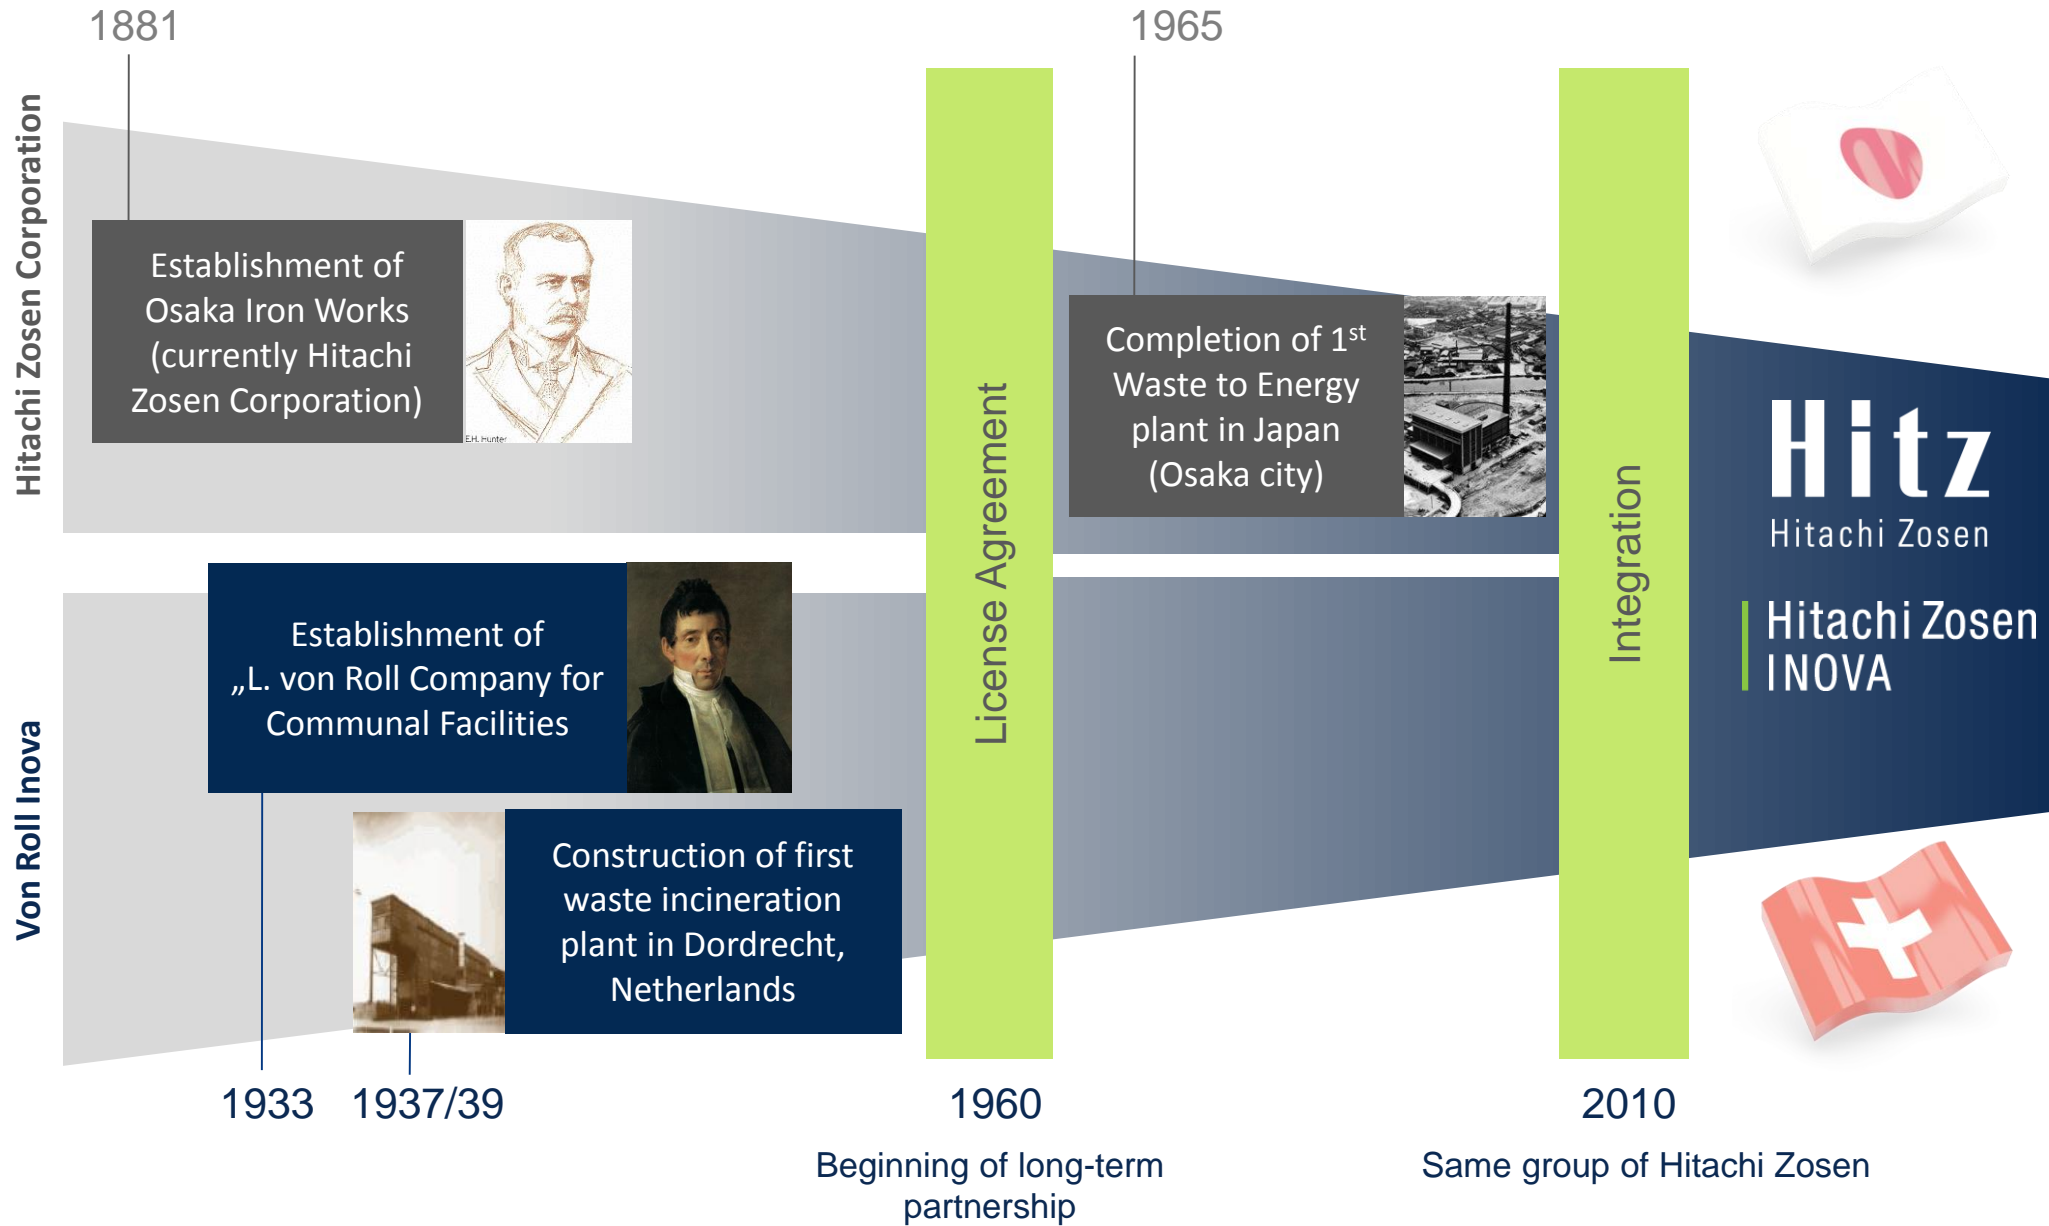 1881
1965
Hitachi Zosen Corporation
Establishment of
Osaka Iron Works
(currently Hitachi
Zosen Corporation)
E.H. Hunter
License Agreement
Completion of 1st
Waste to Energy
plant in Japan
(Osaka city)
Integration
Hitz
Hitachi Zosen
Hitachi Zosen
INOVA
Von Roll Inova
Establishment of
„L. von Roll Company for
Communal Facilities
Construction of first
waste incineration
plant in Dordrecht,
Netherlands
1933
1937/39
1960
2010
Beginning of long-term
partnership
Same group of Hitachi Zosen